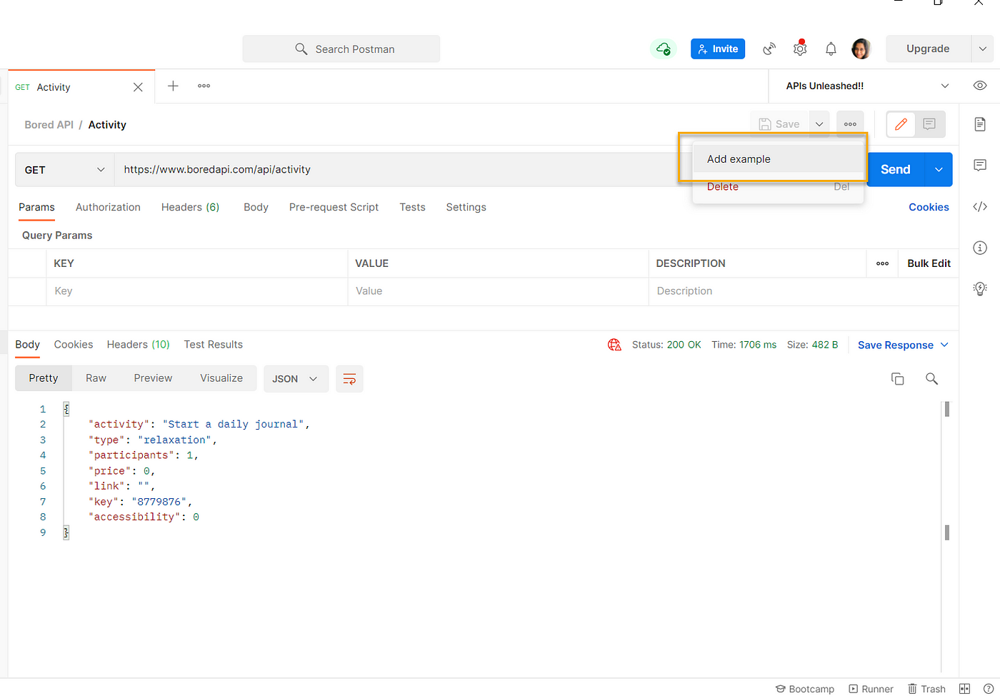 Search Postman
Invite
Upgrade
GET Activity
APIs Unleashed!!
Bored API / Activity
Save
Add example
Delete Del
GET
https://www.boredapi.com/api/activity
Send
Params Authorization Headers (6) Body Pre-request Script Tests Settings Cookies
Query Params
KEY VALUE DESCRIPTION Bulk Edit
Key Value Description
Body Cookies Headers (10) Test Results Status: 200 OK Time: 1706 ms Size: 482 B Save Response
Pretty Raw Preview Visualize JSON
1 {
2 "activity": "Start a daily journal",
3 "type": "relaxation",
4 "participants": 1,
5 "price": 0,
6 "link": "",
7 "key": "8779876",
8 "accessibility": 0
9 }
Bootcamp Runner Trash